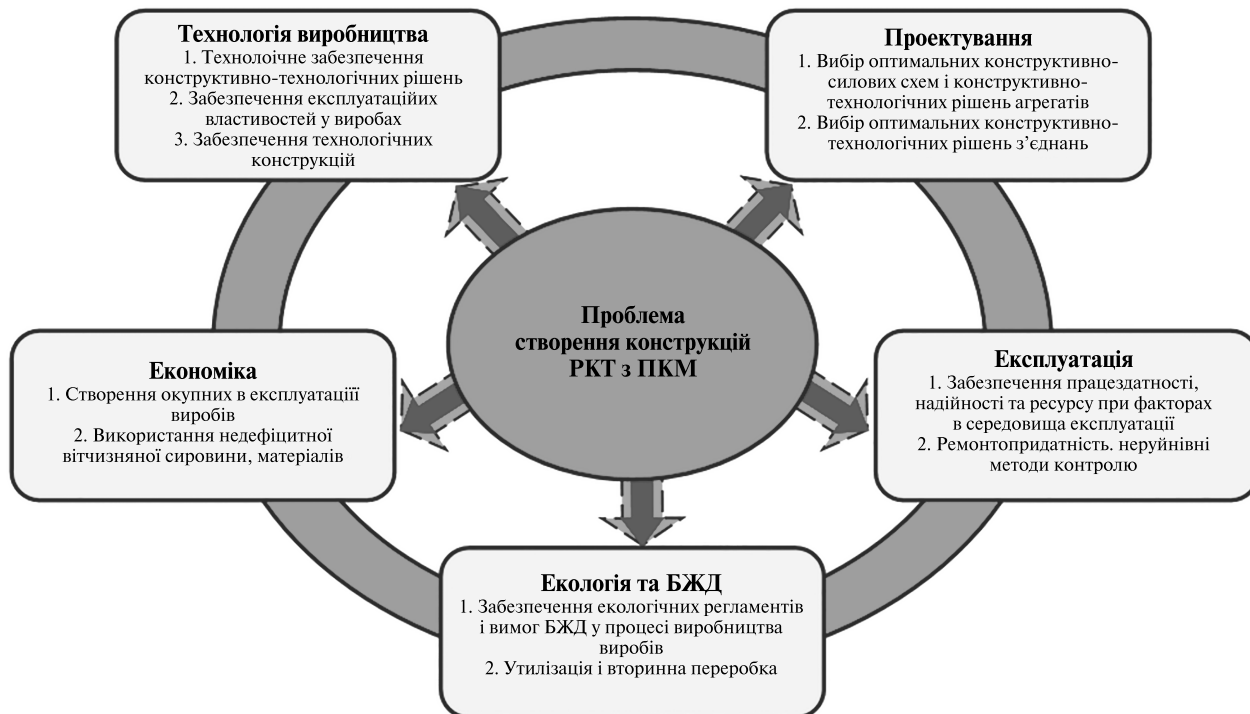 Технологія виробництва
1. Технолоічне забезпечення
конструктивно-технологічних рішень
2. Забезпечення експлуатаційих
властивостей у виробах
3. Забезпечення технологічних
конструкцій
Проектування
1. Вибір оптимальних конструктивно-
силових схем і конструктивно-
технологічних рішень агрегатів
2. Вибір оптимальних конструктивно-
технологічних рішень з’єднань
Проблема
створення конструкцій
РКТ з ПКМ
Економіка
1. Створення окупних в експлуатаціїї
виробів
2. Використання недефіцитної
вітчизняної сировини, матеріалів
Експлуатація
1. Забезпечення працездатності,
надійності та ресурсу при факторах
в середовища експлуатації
2. Ремонтопридатність. неруйнівні
методи контролю
Екологія та БЖД
1. Забезпечення екологічних регламентів
і вимог БЖД у процесі виробництва
виробів
2. Утилізація і вторинна переробка